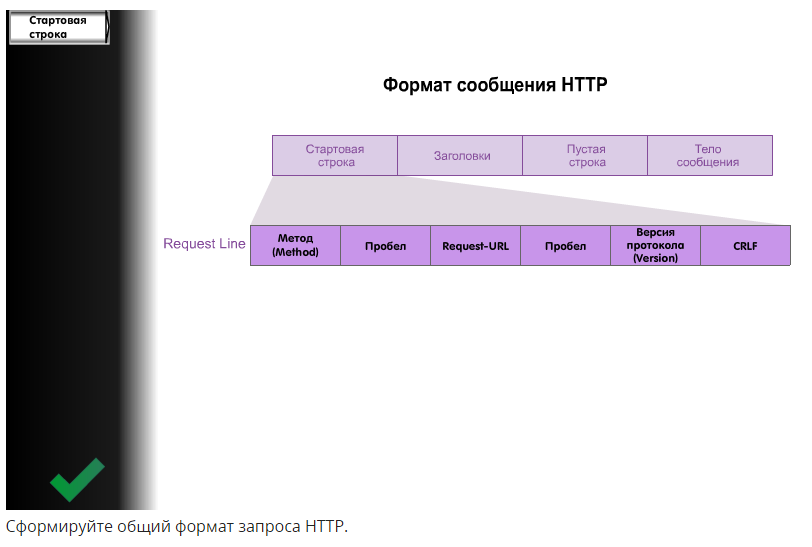 Стартовая
строка
Формат сообщения HTTP
Стартовая
строка
Заголовки
Пустая
строка
Тело
сообщения
Request Line
Метод
(Method)
Пробел
Request-URL
Пробел
Версия
протокола
(Version)
CRLF
Сформируйте общий формат запроса HTTP.